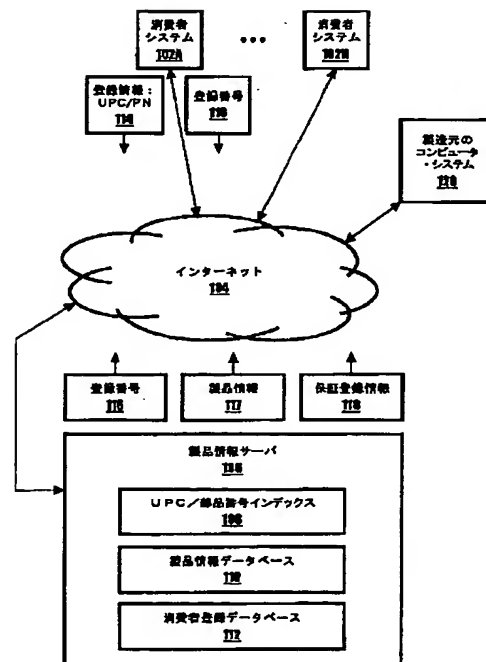 消費者
システム
102A
•••
消費者
システム
102N
登録情報：
UPC/PN
114
登録番号
製造元の
コンピュータ
・システム
インターネット
104
登録番号
116
製品情報
117
保証登録情報
118
製品情報サーバ
UPC／部品番号インデックス
製品情報データベース
110
消費者登録データベース
112